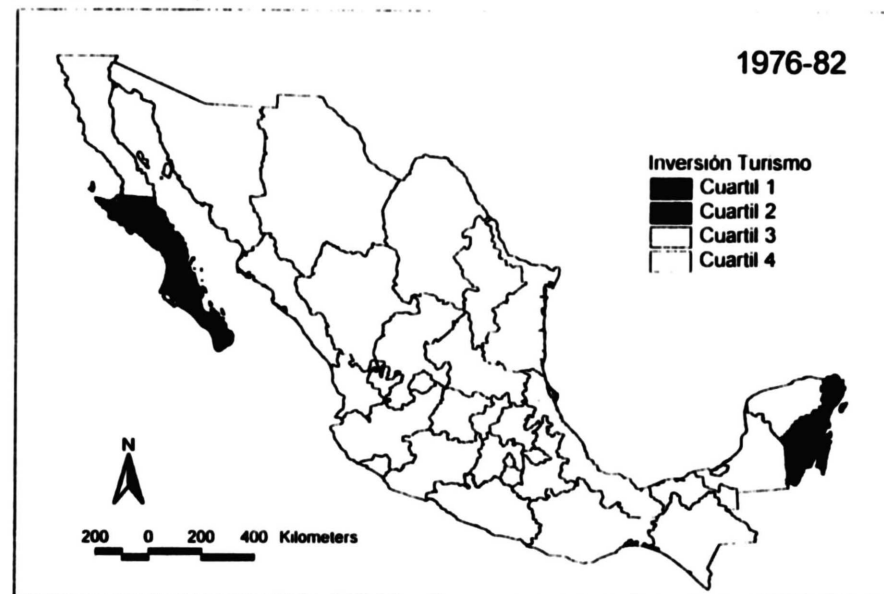 1976-82
Inversión Turismo
Cuartil 1
Cuartil 2
Cuartil 3
Cuartil 4
N
200 0 200 400 Kilometers